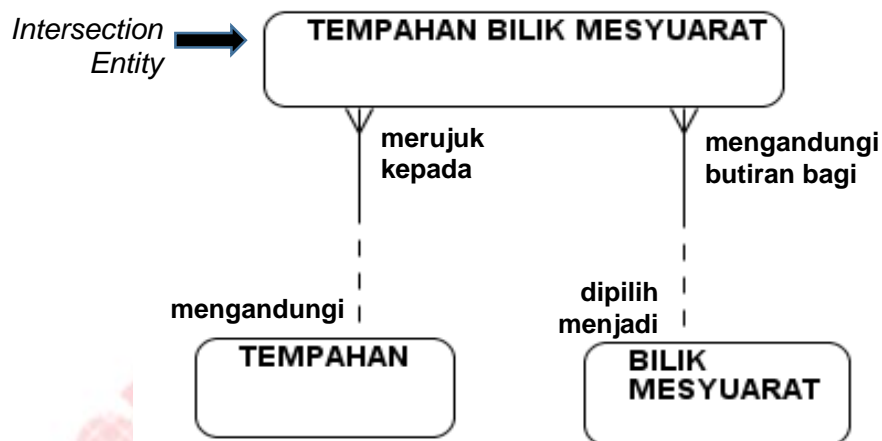 Intersection
Entity
TEMPAHAN BILIK MESYUARAT
merujuk
kepada
mengandungi
butiran bagi
mengandungi
dipilih
menjadi
TEMPAHAN
BILIK
MESYUARAT